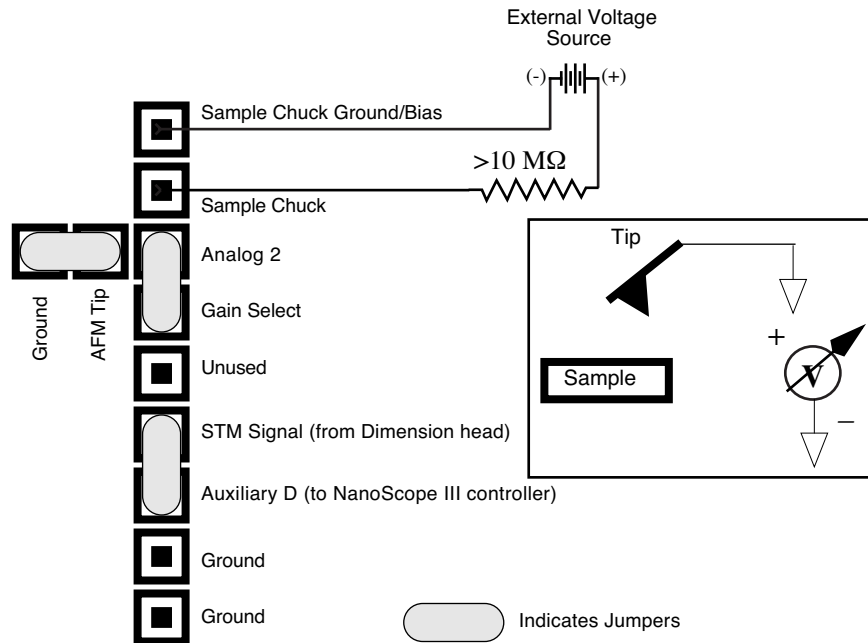 External Voltage
Source
(-)
(+)
Sample Chuck Ground/Bias
>10 MΩ
Sample Chuck
Analog 2
Gain Select
Ground
AFM Tip
Unused
STM Signal (from Dimension head)
Auxiliary D (to NanoScope III controller)
Ground
Ground
Indicates Jumpers
Tip
Sample
+
V
–